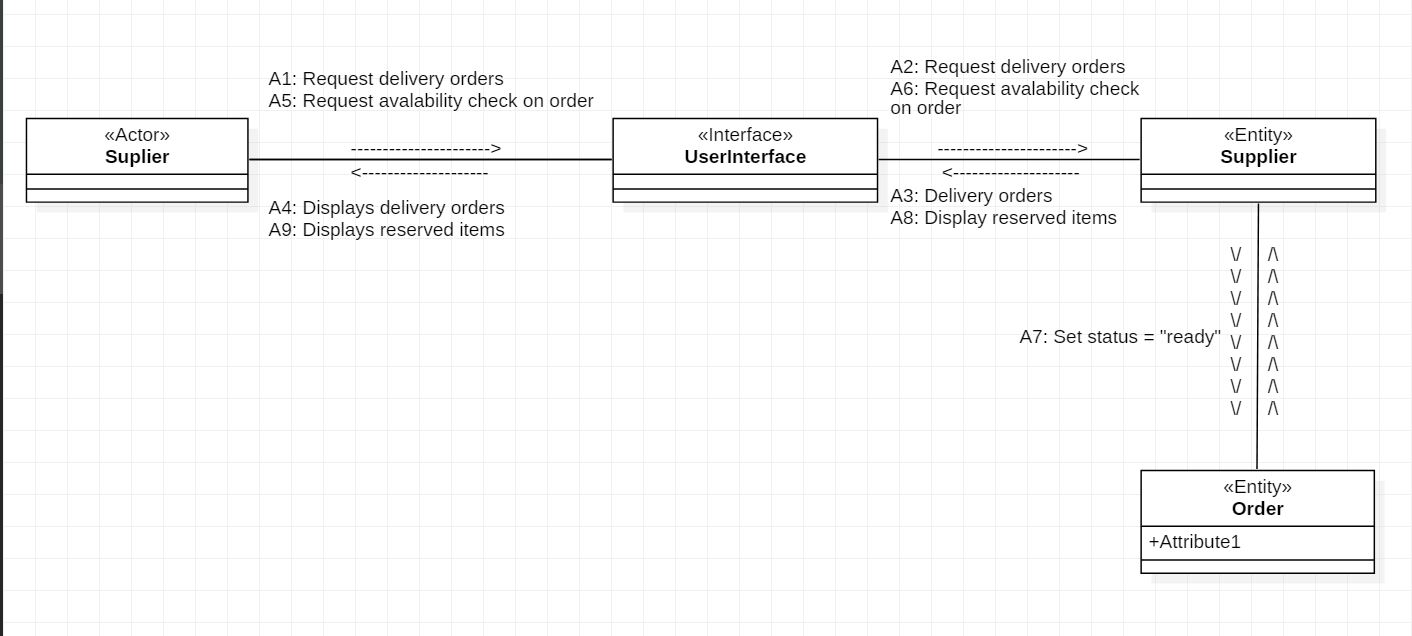 A1: Request delivery orders
A5: Request avalability check on order
A2: Request delivery orders
A6: Request avalability check
on order
«Actor»
Suplier
---------------------->
<--------------------
«Interface»
UserInterface
---------------------->
<--------------------
«Entity»
Supplier
A4: Displays delivery orders
A9: Displays reserved items
A3: Delivery orders
A8: Display reserved items
\/ /\
\/ /\
\/ /\
\/ /\
A7: Set status = "ready" \/ /\
\/ /\
\/ /\
\/ /\
«Entity»
Order
+Attribute1